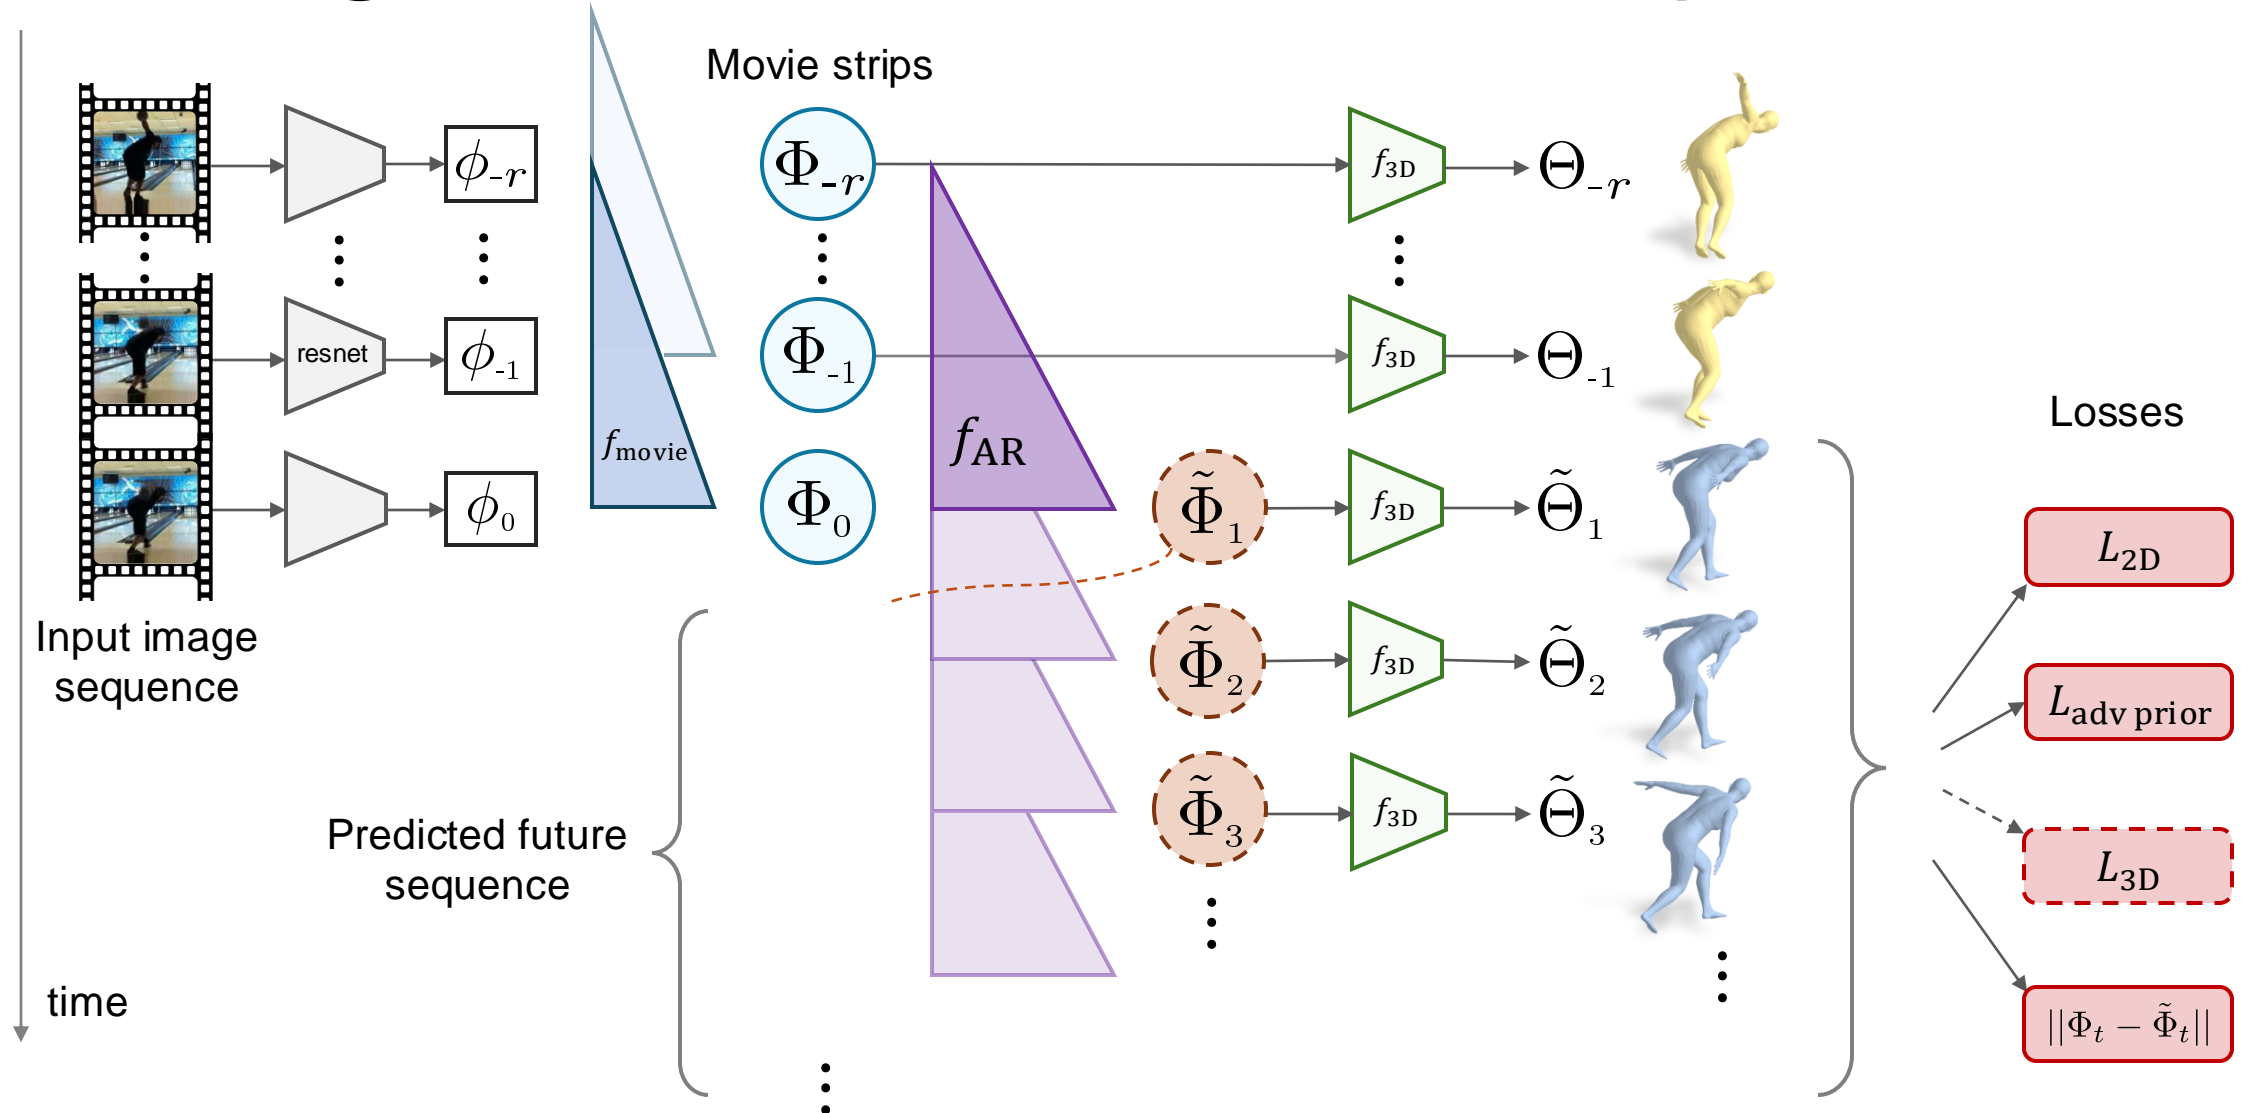 Movie strips
ϕ-r
Φ-r
f3D
Θ-r
resnet
ϕ-1
Φ-1
f3D
Θ-1
Losses
fmovie
fAR
ϕ0
Φ0
Φ̃1
f3D
Θ̃1
L2D
Input image
sequence
Φ̃2
f3D
Θ̃2
Ladv prior
Predicted future
sequence
Φ̃3
f3D
Θ̃3
L3D
time
||Φt − Φ̃t||